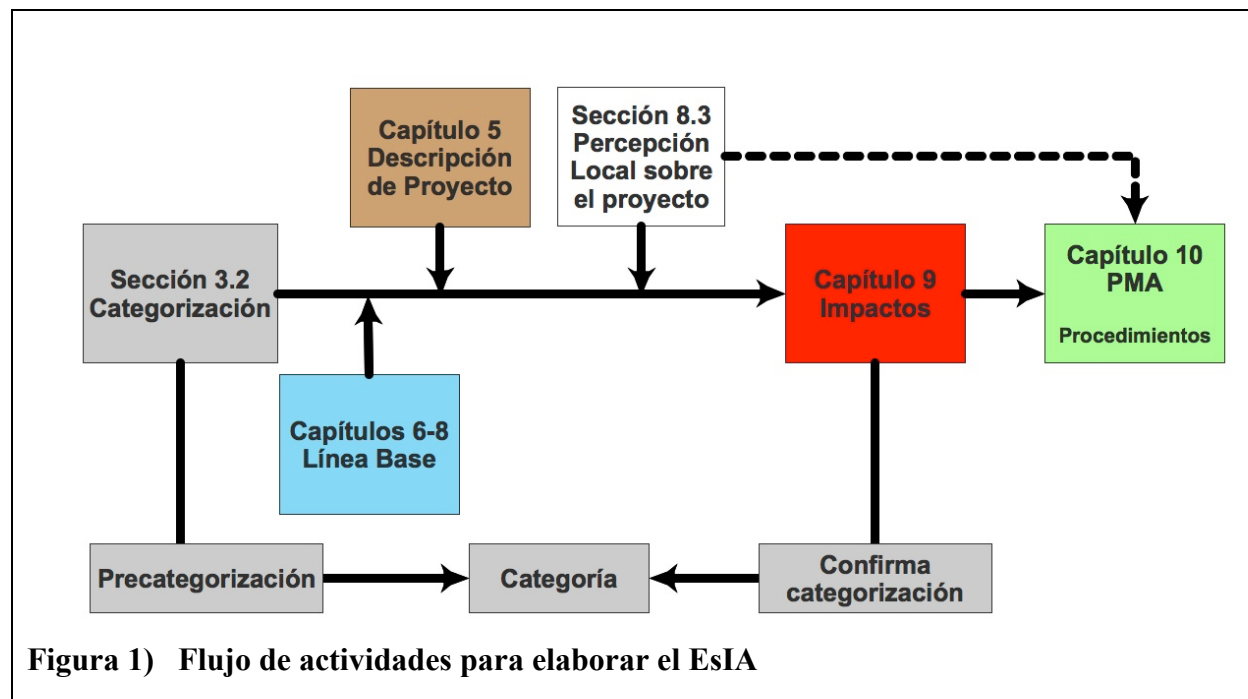 Capítulo 5
Descripción
de Proyecto
Sección 8.3
Percepción
Local sobre
el proyecto
Sección 3.2
Categorización
Capítulo 9
Impactos
Capítulo 10
PMA
Procedimientos
Capítulos 6-8
Línea Base
Precategorización
Categoría
Confirma
categorización
Figura 1) Flujo de actividades para elaborar el EsIA